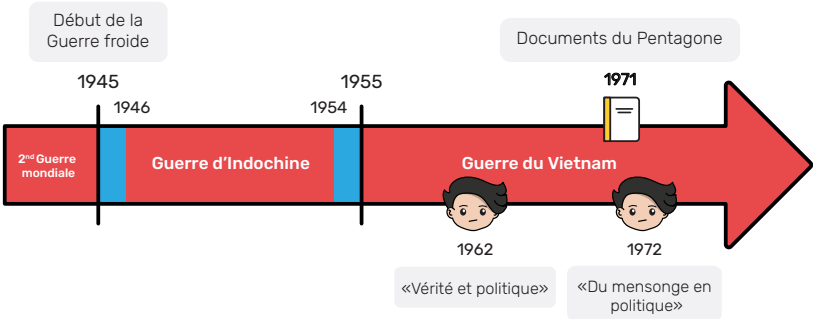 Début de la
Guerre froide
Documents du Pentagone
1945
1955
1971
1946
1954
2nd Guerre
mondiale
Guerre d'Indochine
Guerre du Vietnam
1962
1972
«Vérité et politique»
«Du mensonge en
politique»